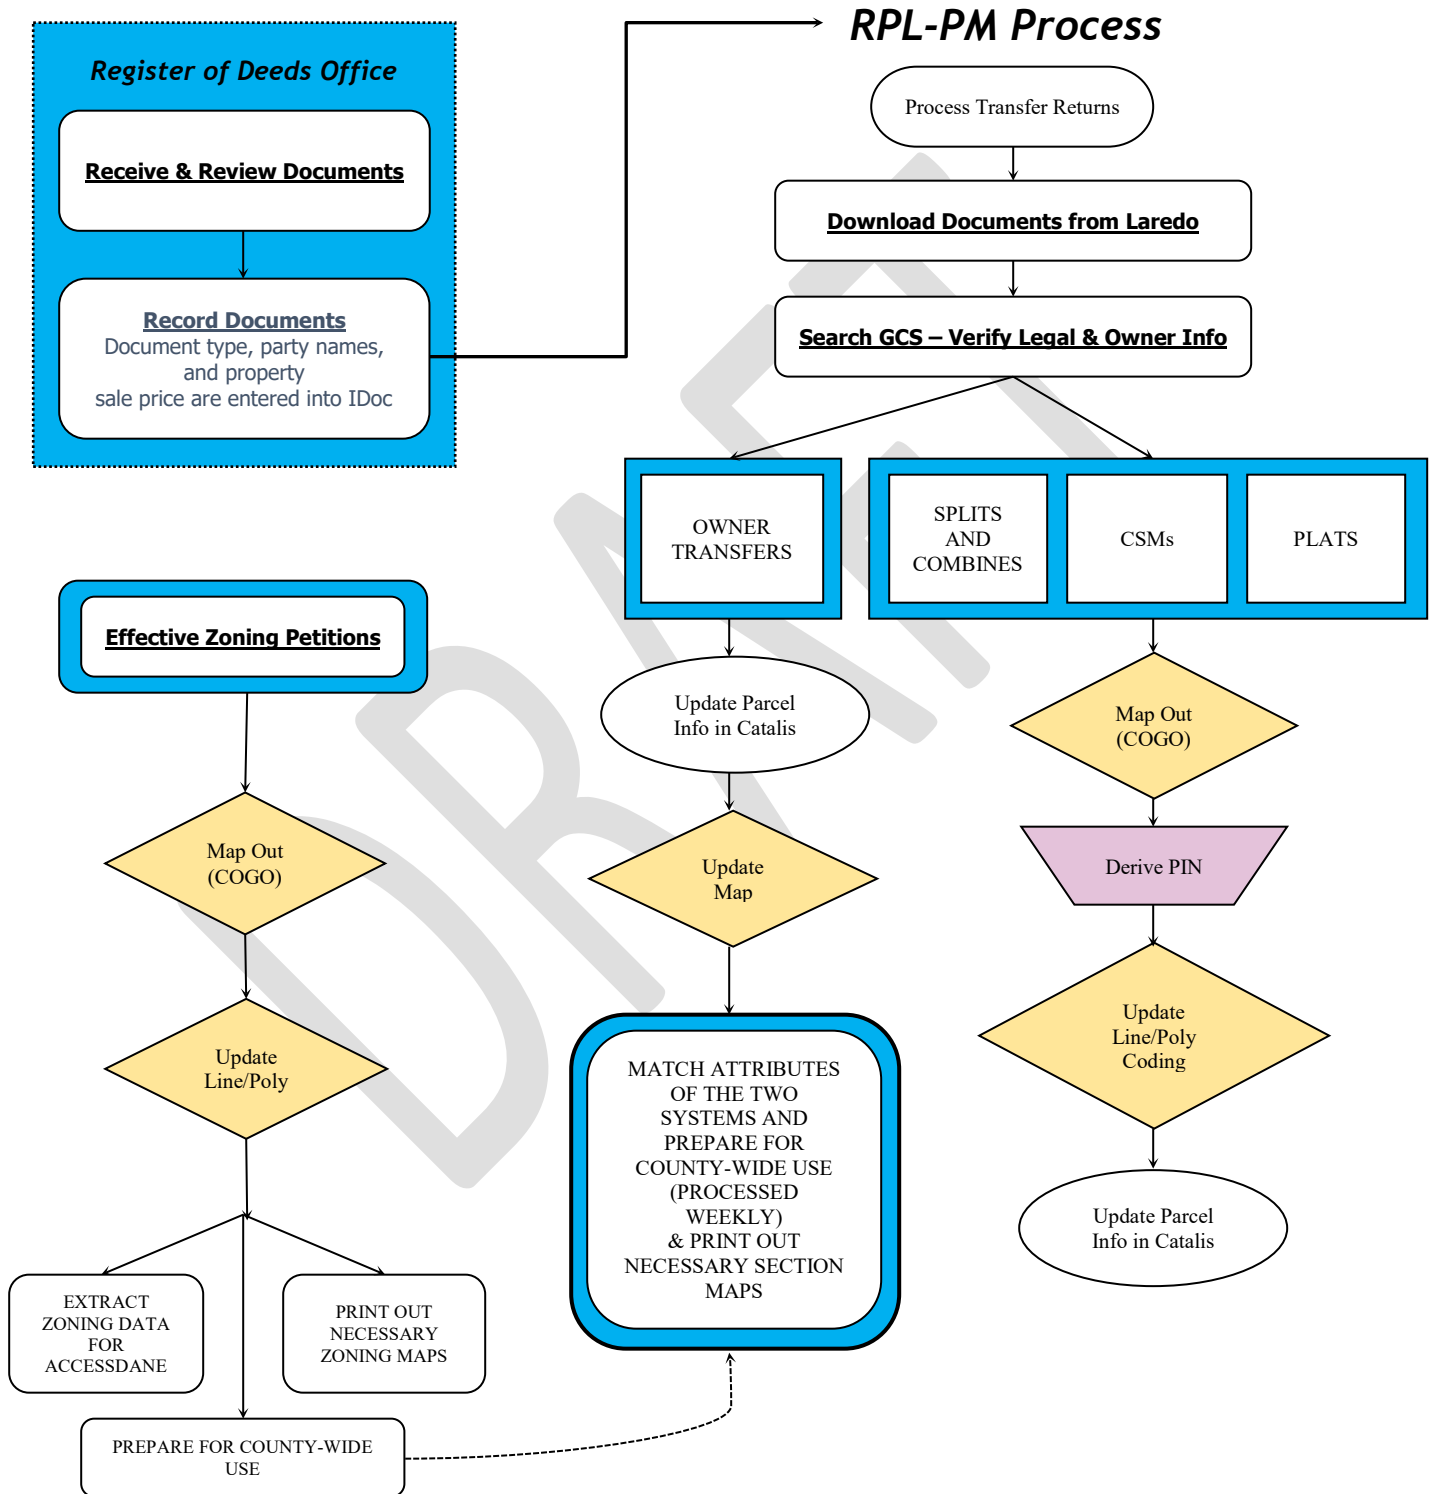 RPL-PM Process
Register of Deeds Office
Receive & Review Documents
Record Documents
Document type, party names,
and property
sale price are entered into IDoc
Process Transfer Returns
Download Documents from Laredo
Search GCS – Verify Legal & Owner Info
OWNER
TRANSFERS
SPLITS
AND
COMBINES
CSMs
PLATS
Effective Zoning Petitions
Map Out
(COGO)
Update
Line/Poly
EXTRACT
ZONING DATA
FOR
ACCESSDANE
PRINT OUT
NECESSARY
ZONING MAPS
PREPARE FOR COUNTY-WIDE
USE
Update Parcel
Info in Catalis
Update
Map
MATCH ATTRIBUTES
OF THE TWO
SYSTEMS AND
PREPARE FOR
COUNTY-WIDE USE
(PROCESSED
WEEKLY)
& PRINT OUT
NECESSARY SECTION
MAPS
Map Out
(COGO)
Derive PIN
Update
Line/Poly
Coding
Update Parcel
Info in Catalis
DRAFT